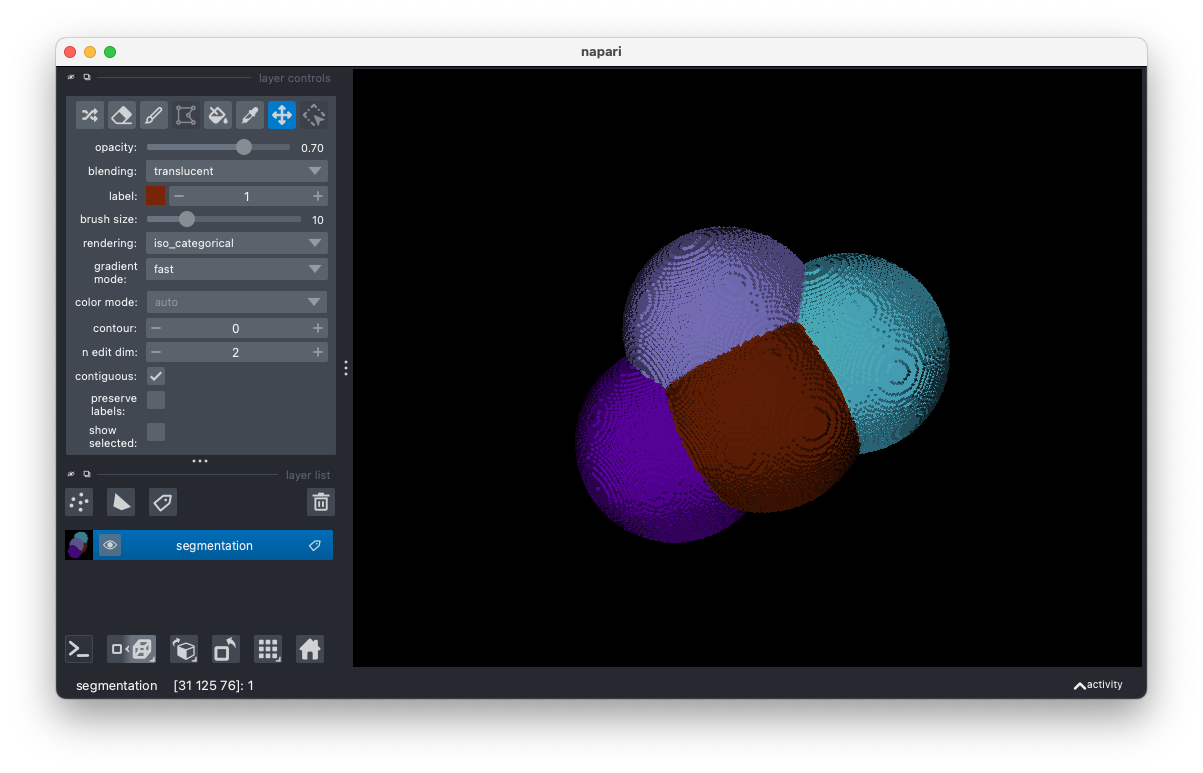 napari
layer controls
opacity: 0.70
blending: translucent
label: 1
brush size: 10
rendering: iso_categorical
gradient
mode: fast
color mode: auto
contour: 0
n edit dim: 2
contiguous:
preserve
labels:
show
selected:
layer list
segmentation
segmentation [31 125 76]: 1
activity